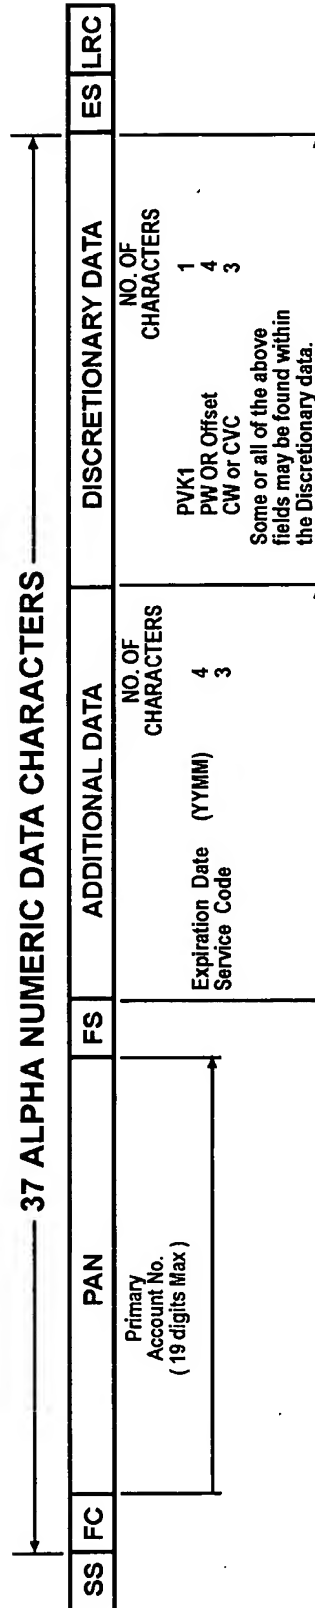 37 ALPHA NUMERIC DATA CHARACTERS
SS FC PAN FS ADDITIONAL DATA DISCRETIONARY DATA ES LRC
Primary
Account No.
( 19 digits Max )
NO. OF
CHARACTERS
Expiration Date (YYMM) 4
Service Code 3
NO. OF
CHARACTERS
PVK1 1
PW OR Offset 4
CW or CVC 3
Some or all of the above
fields may be found within
the Discretionary data.